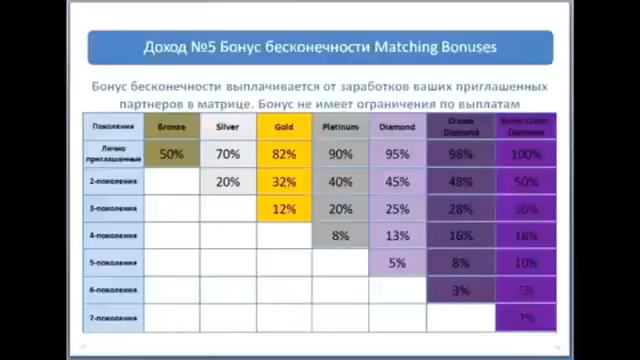 Доход №5 Бонус бесконечности Matching Bonuses
Бонус бесконечности выплачивается от заработков ваших приглашенных
партнеров в матрице. Бонус не имеет ограничения по выплатам
Поколения Bronze Silver Gold Platinum Diamond Crown Diamond Diamond
Лично приглашенные 50% 70% 82% 90% 95% 98% 100%
2-поколения 20% 32% 40% 45% 48% 50%
3-поколения 12% 20% 25% 28% 30%
4-поколения 8% 13% 16% 18%
5-поколения 5% 8% 10%
6-поколения 3% 5%
7-поколения